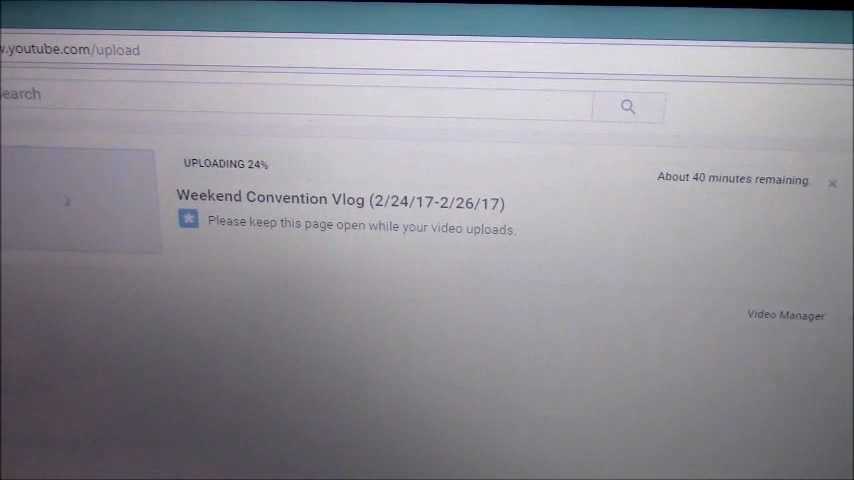 w.youtube.com/upload
Search
UPLOADING 24%
About 40 minutes remaining.
Weekend Convention Vlog (2/24/17-2/26/17)
Please keep this page open while your video uploads.
Video Manager